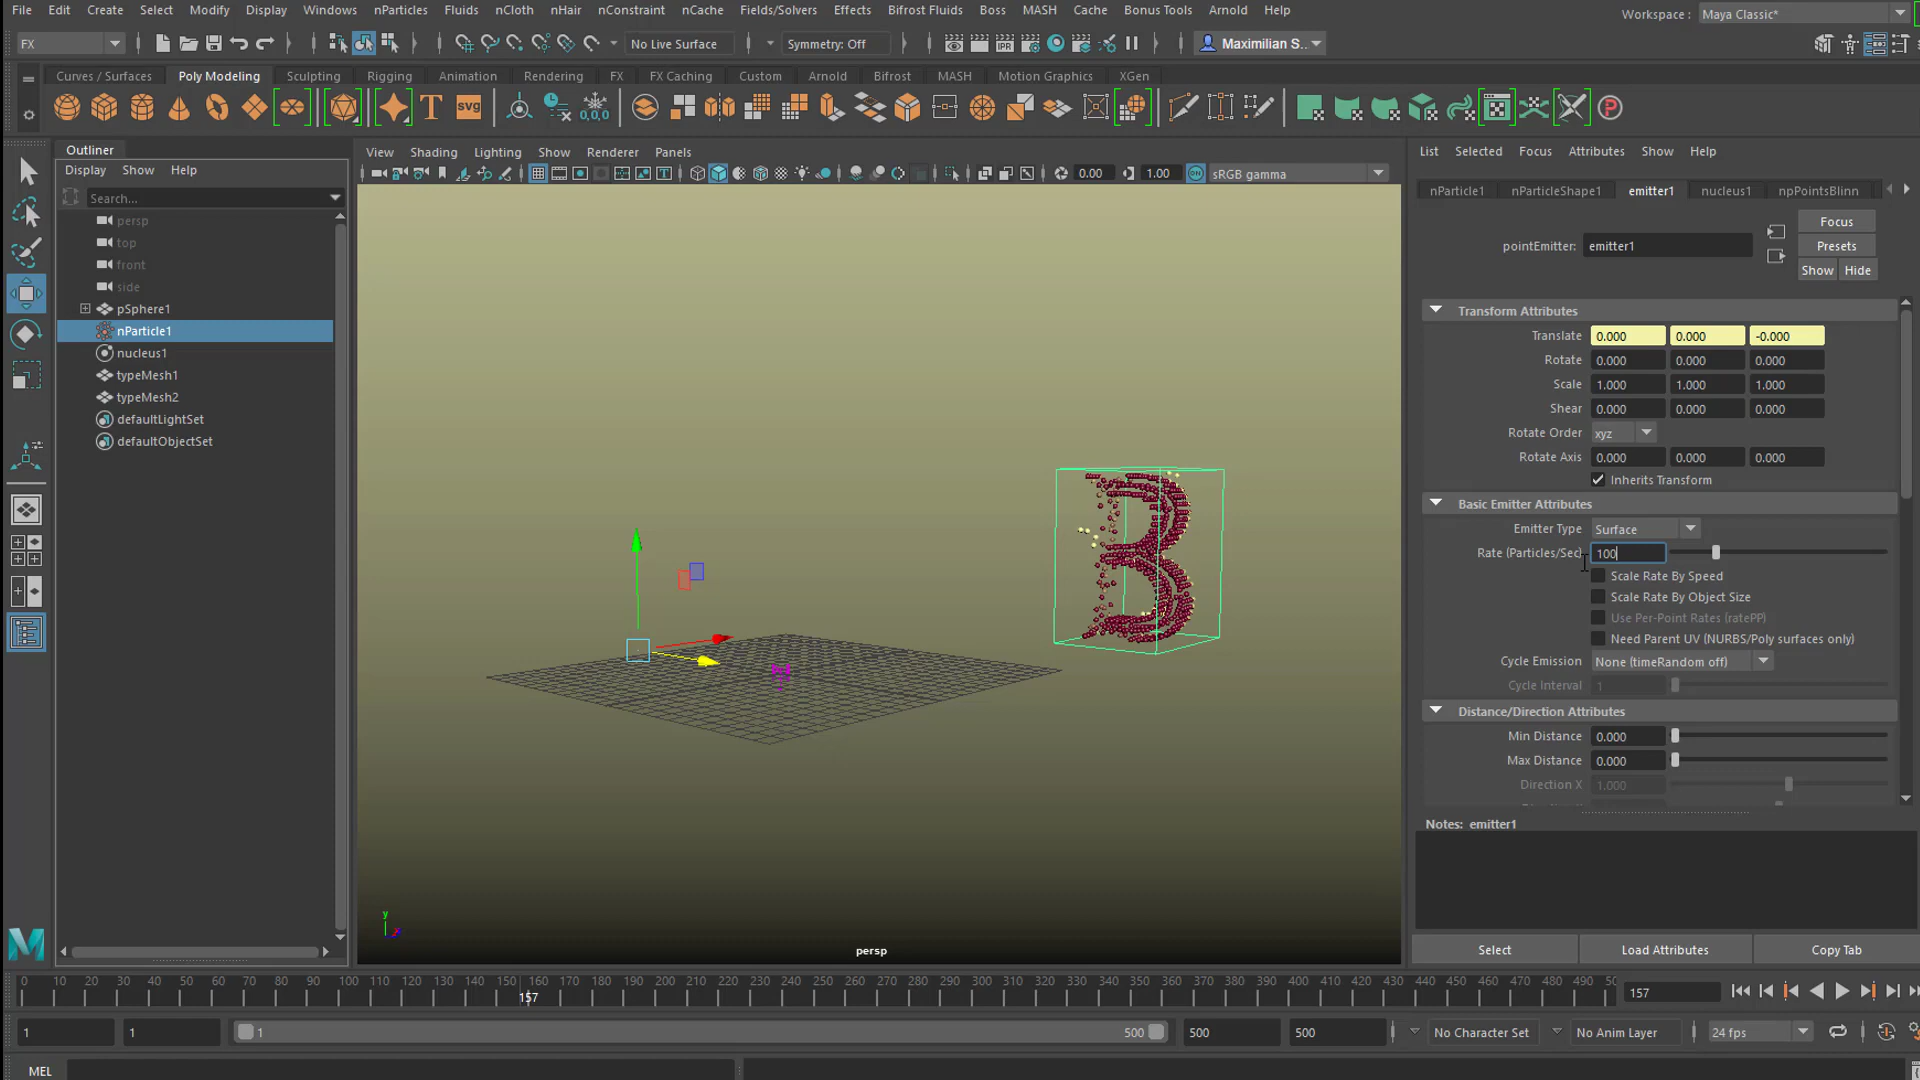 File Edit Create Select Modify Display Windows nParticles Fluids nCloth nHair nConstraint nCache Fields/Solvers Effects Bifrost Fluids Boss MASH Cache Bonus Tools Arnold Help
Workspace : Maya Classic*
FX
No Live Surface
Symmetry: Off
IPR
Maximilian S...
Curves / Surfaces Poly Modeling Sculpting Rigging Animation Rendering FX FX Caching Custom Arnold Bifrost MASH Motion Graphics XGen
T svg 0,0,0
Outliner
Display Show Help
Search...
persp
top
front
side
pSphere1
nParticle1
nucleus1
typeMesh1
typeMesh2
defaultLightSet
defaultObjectSet
View Shading Lighting Show Renderer Panels
0.00 1.00 ON sRGB gamma
B
y
x
persp
List Selected Focus Attributes Show Help
nParticle1 nParticleShape1 emitter1 nucleus1 npPointsBlinn
Focus
pointEmitter: emitter1 Presets
Show Hide
Transform Attributes
Translate 0.000 0.000 -0.000
Rotate 0.000 0.000 0.000
Scale 1.000 1.000 1.000
Shear 0.000 0.000 0.000
Rotate Order xyz
Rotate Axis 0.000 0.000 0.000
Inherits Transform
Basic Emitter Attributes
Emitter Type Surface
Rate (Particles/Sec) 100
Scale Rate By Speed
Scale Rate By Object Size
Use Per-Point Rates (ratePP)
Need Parent UV (NURBS/Poly surfaces only)
Cycle Emission None (timeRandom off)
Cycle Interval 1
Distance/Direction Attributes
Min Distance 0.000
Max Distance 0.000
Direction X 1.000
Notes: emitter1
Select Load Attributes Copy Tab
0 10 20 30 40 50 60 70 80 90 100 110 120 130 140 150 160 170 180 190 200 210 220 230 240 250 260 270 280 290 300 310 320 330 340 350 360 370 380 390 400 410 420 430 440 450 460 470 480 490
157
157
1 1 1 500 500 500 No Character Set No Anim Layer 24 fps
MEL